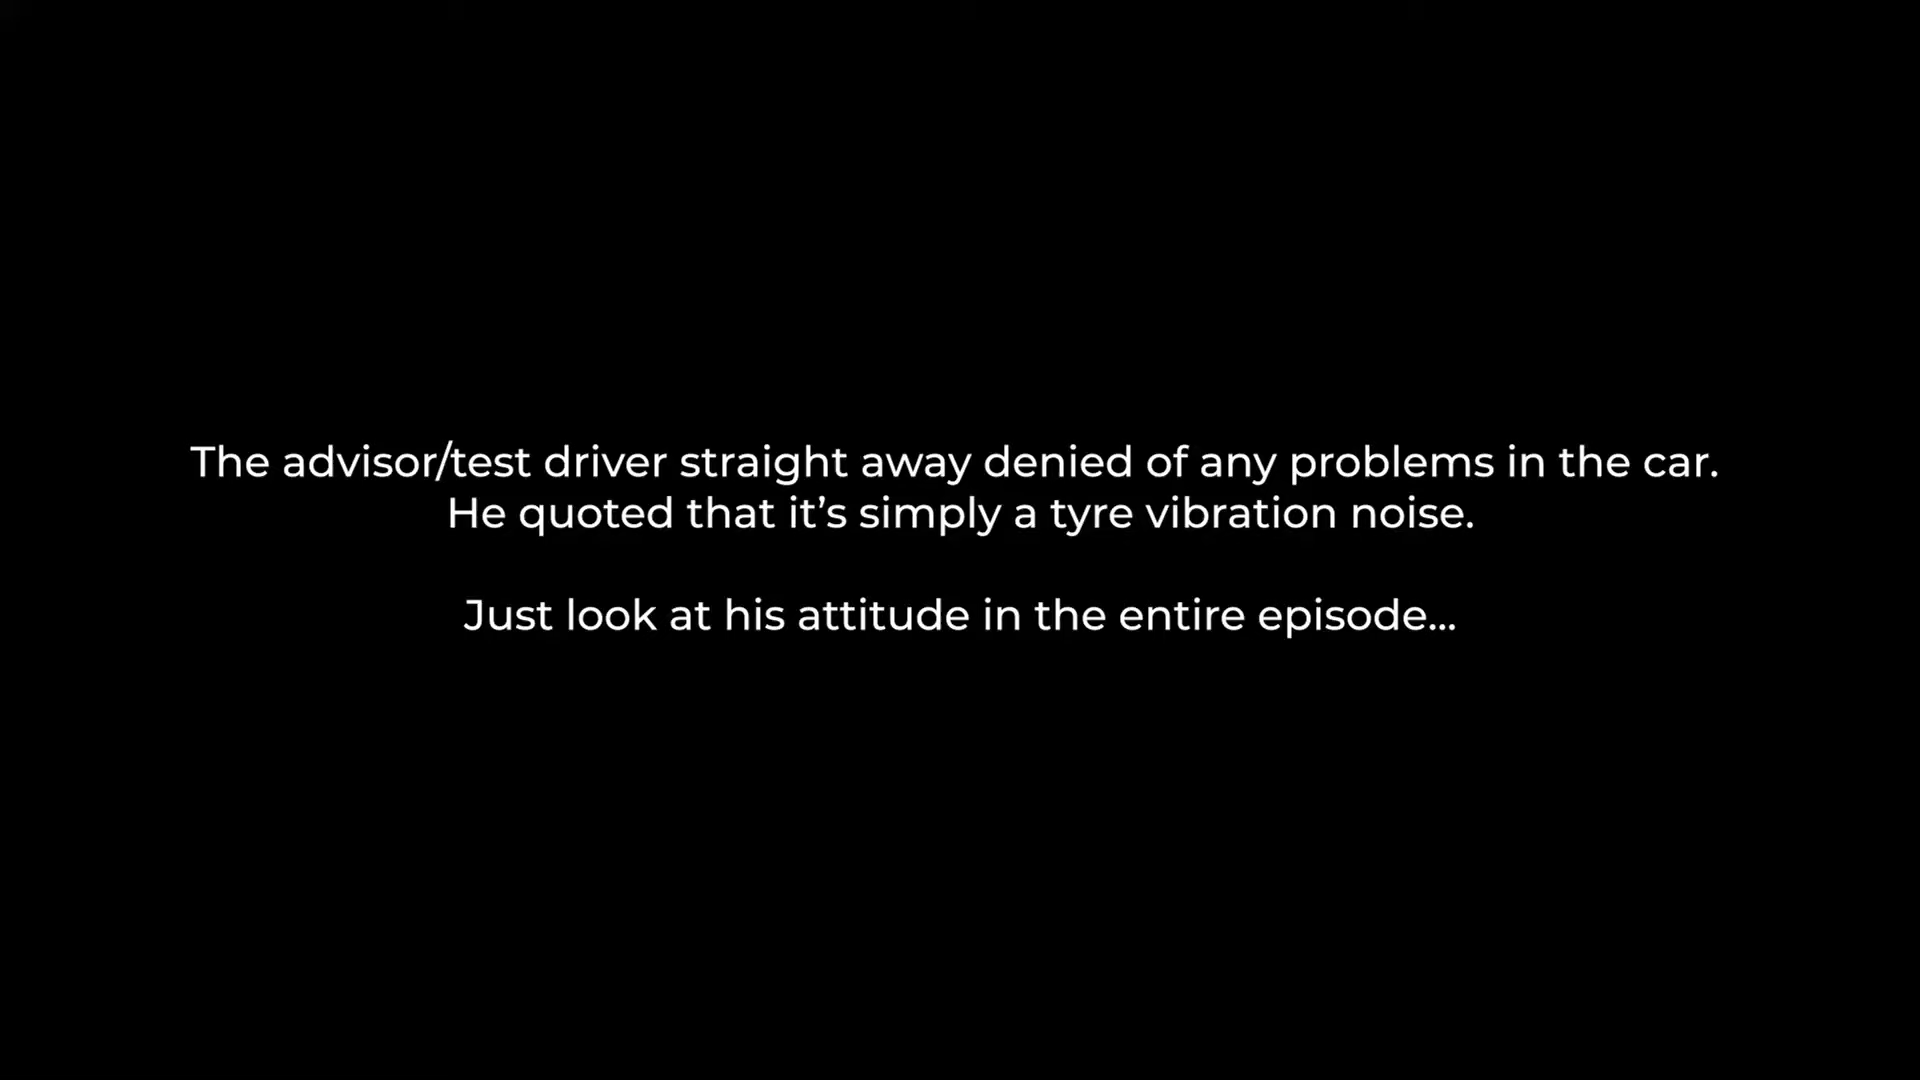 The advisor/test driver straight away denied of any problems in the car.
He quoted that it’s simply a tyre vibration noise.
Just look at his attitude in the entire episode...